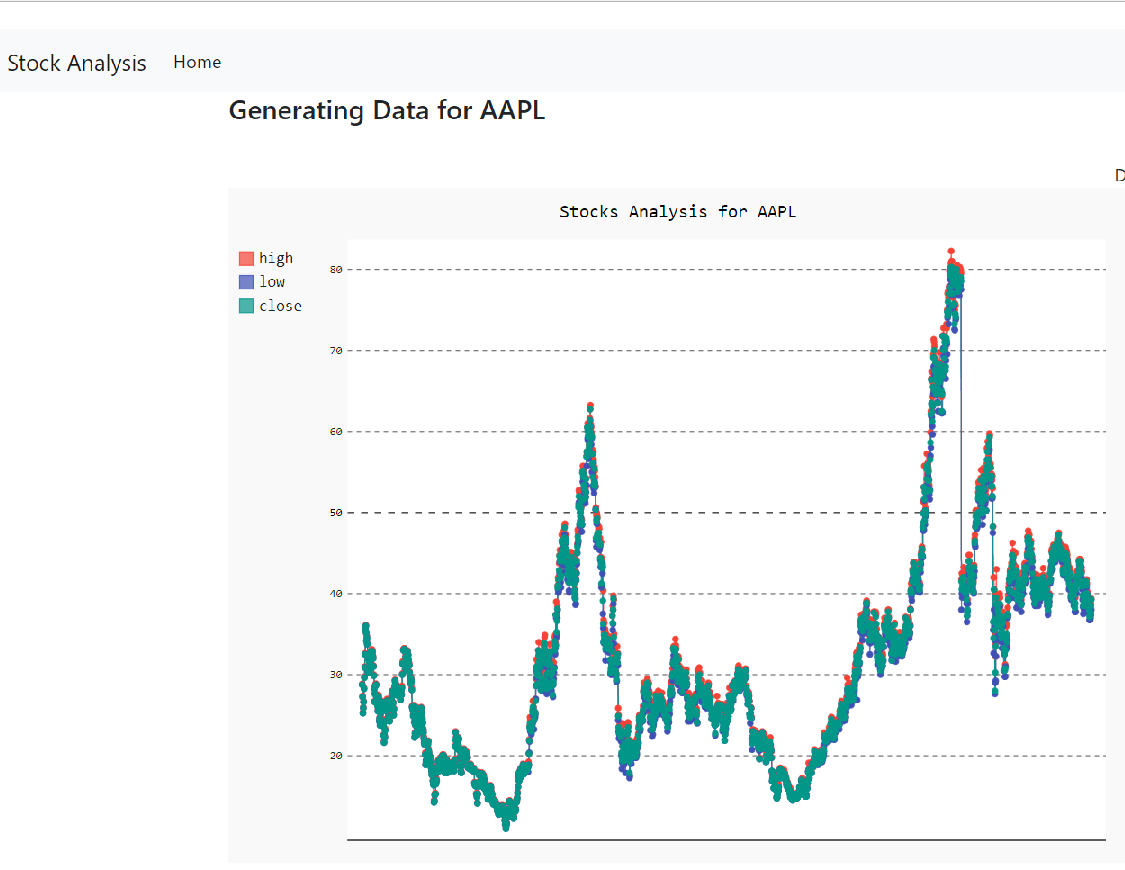 Stock Analysis Home
Generating Data for AAPL
D
Stocks Analysis for AAPL
high
low
close
80
70
60
50
40
30
20